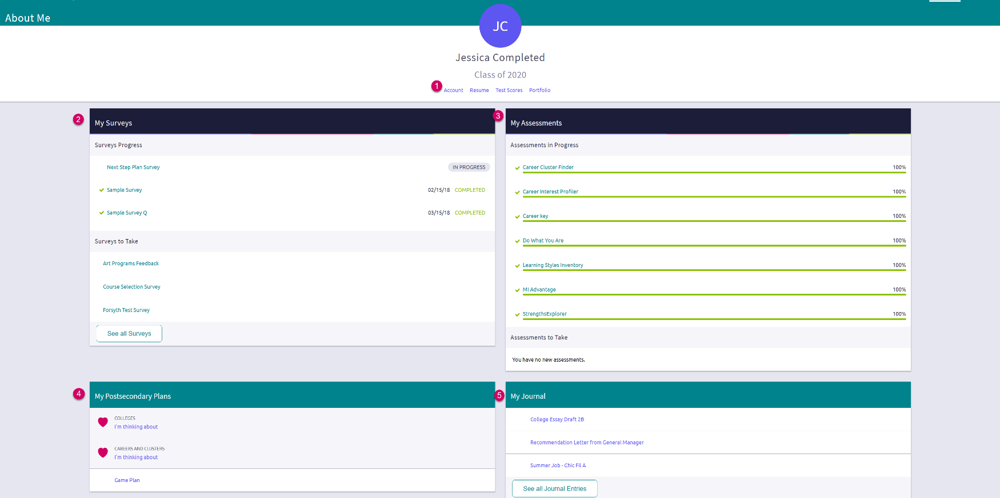 About Me
JC
Jessica Completed
Class of 2020
1 Account Resume Test Scores Portfolio
2 My Surveys
Surveys Progress
Next Step Plan Survey IN PROGRESS
Sample Survey 02/15/18 COMPLETED
Sample Survey Q 03/15/18 COMPLETED
Surveys to Take
Art Programs Feedback
Course Selection Survey
Forsyth Test Survey
See all Surveys
3 My Assessments
Assessments in Progress
Career Cluster Finder 100%
Career Interest Profiler 100%
Career key 100%
Do What You Are 100%
Learning Styles Inventory 100%
MI Advantage 100%
StrengthsExplorer 100%
Assessments to Take
You have no new assessments.
4 My Postsecondary Plans
COLLEGES
I'm thinking about
CAREERS AND CLUSTERS
I'm thinking about
Game Plan
5 My Journal
College Essay Draft 2B
Recommendation Letter from General Manager
Summer Job - Chic Fil A
See all Journal Entries